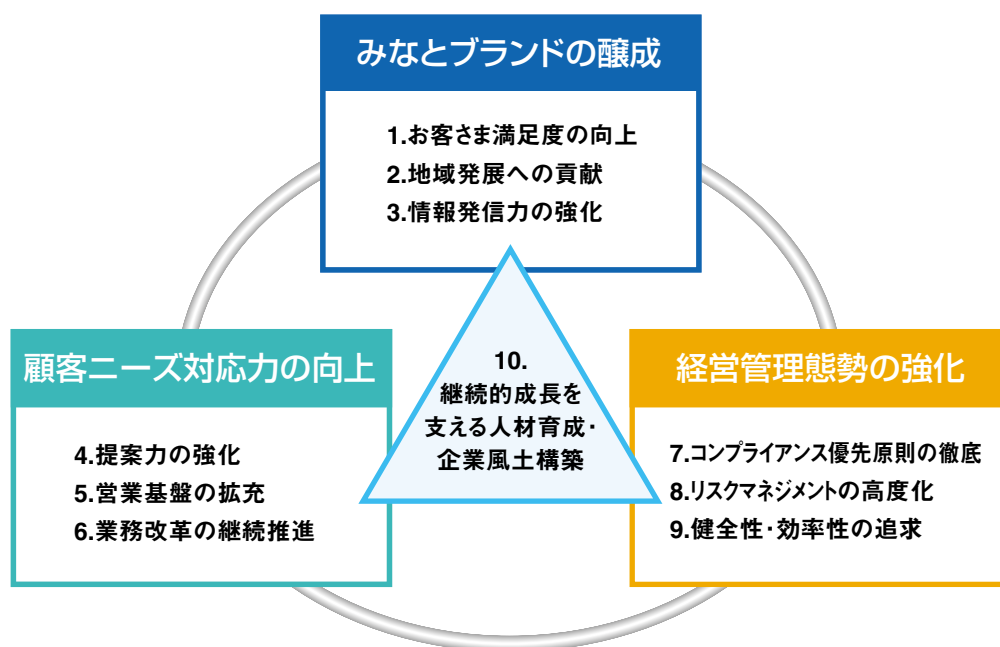 みなとブランドの醸成
1.お客さま満足度の向上
2.地域発展への貢献
3.情報発信力の強化
顧客ニーズ対応力の向上
4.提案力の強化
5.営業基盤の拡充
6.業務改革の継続推進
10.
継続的成長を
支える人材育成・
企業風土構築
経営管理態勢の強化
7.コンプライアンス優先原則の徹底
8.リスクマネジメントの高度化
9.健全性・効率性の追求